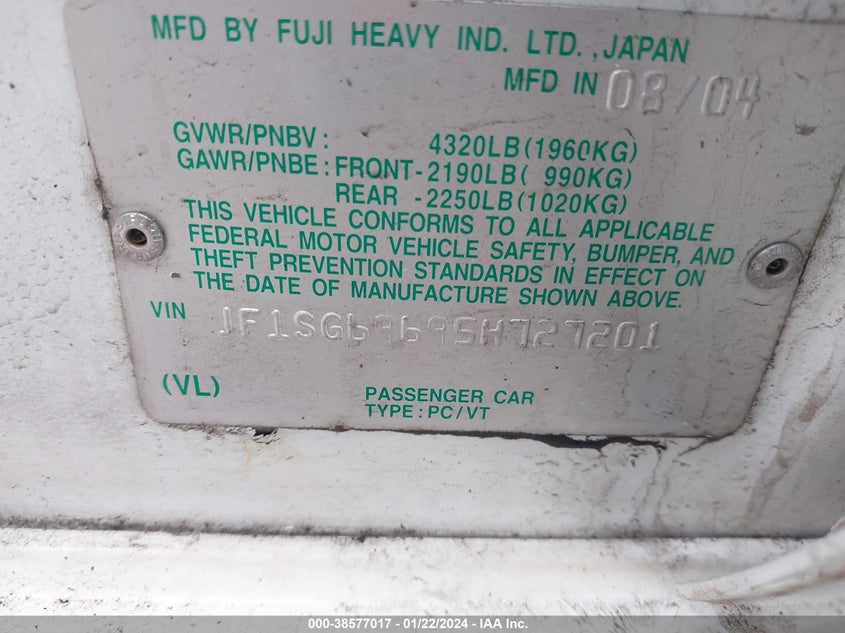 MFD BY FUJI HEAVY IND. LTD., JAPAN
MFD IN 08/04
GVWR/PNBV: 4320LB(1960KG)
GAWR/PNBE: FRONT-2190LB( 990KG)
REAR -2250LB(1020KG)
THIS VEHICLE CONFORMS TO ALL APPLICABLE
FEDERAL MOTOR VEHICLE SAFETY, BUMPER, AND
THEFT PREVENTION STANDARDS IN EFFECT ON
THE DATE OF MANUFACTURE SHOWN ABOVE.
VIN JF1SG69695H727201
(VL) PASSENGER CAR
TYPE: PC/VT
000-38577017 - 01/22/2024 - IAA Inc.